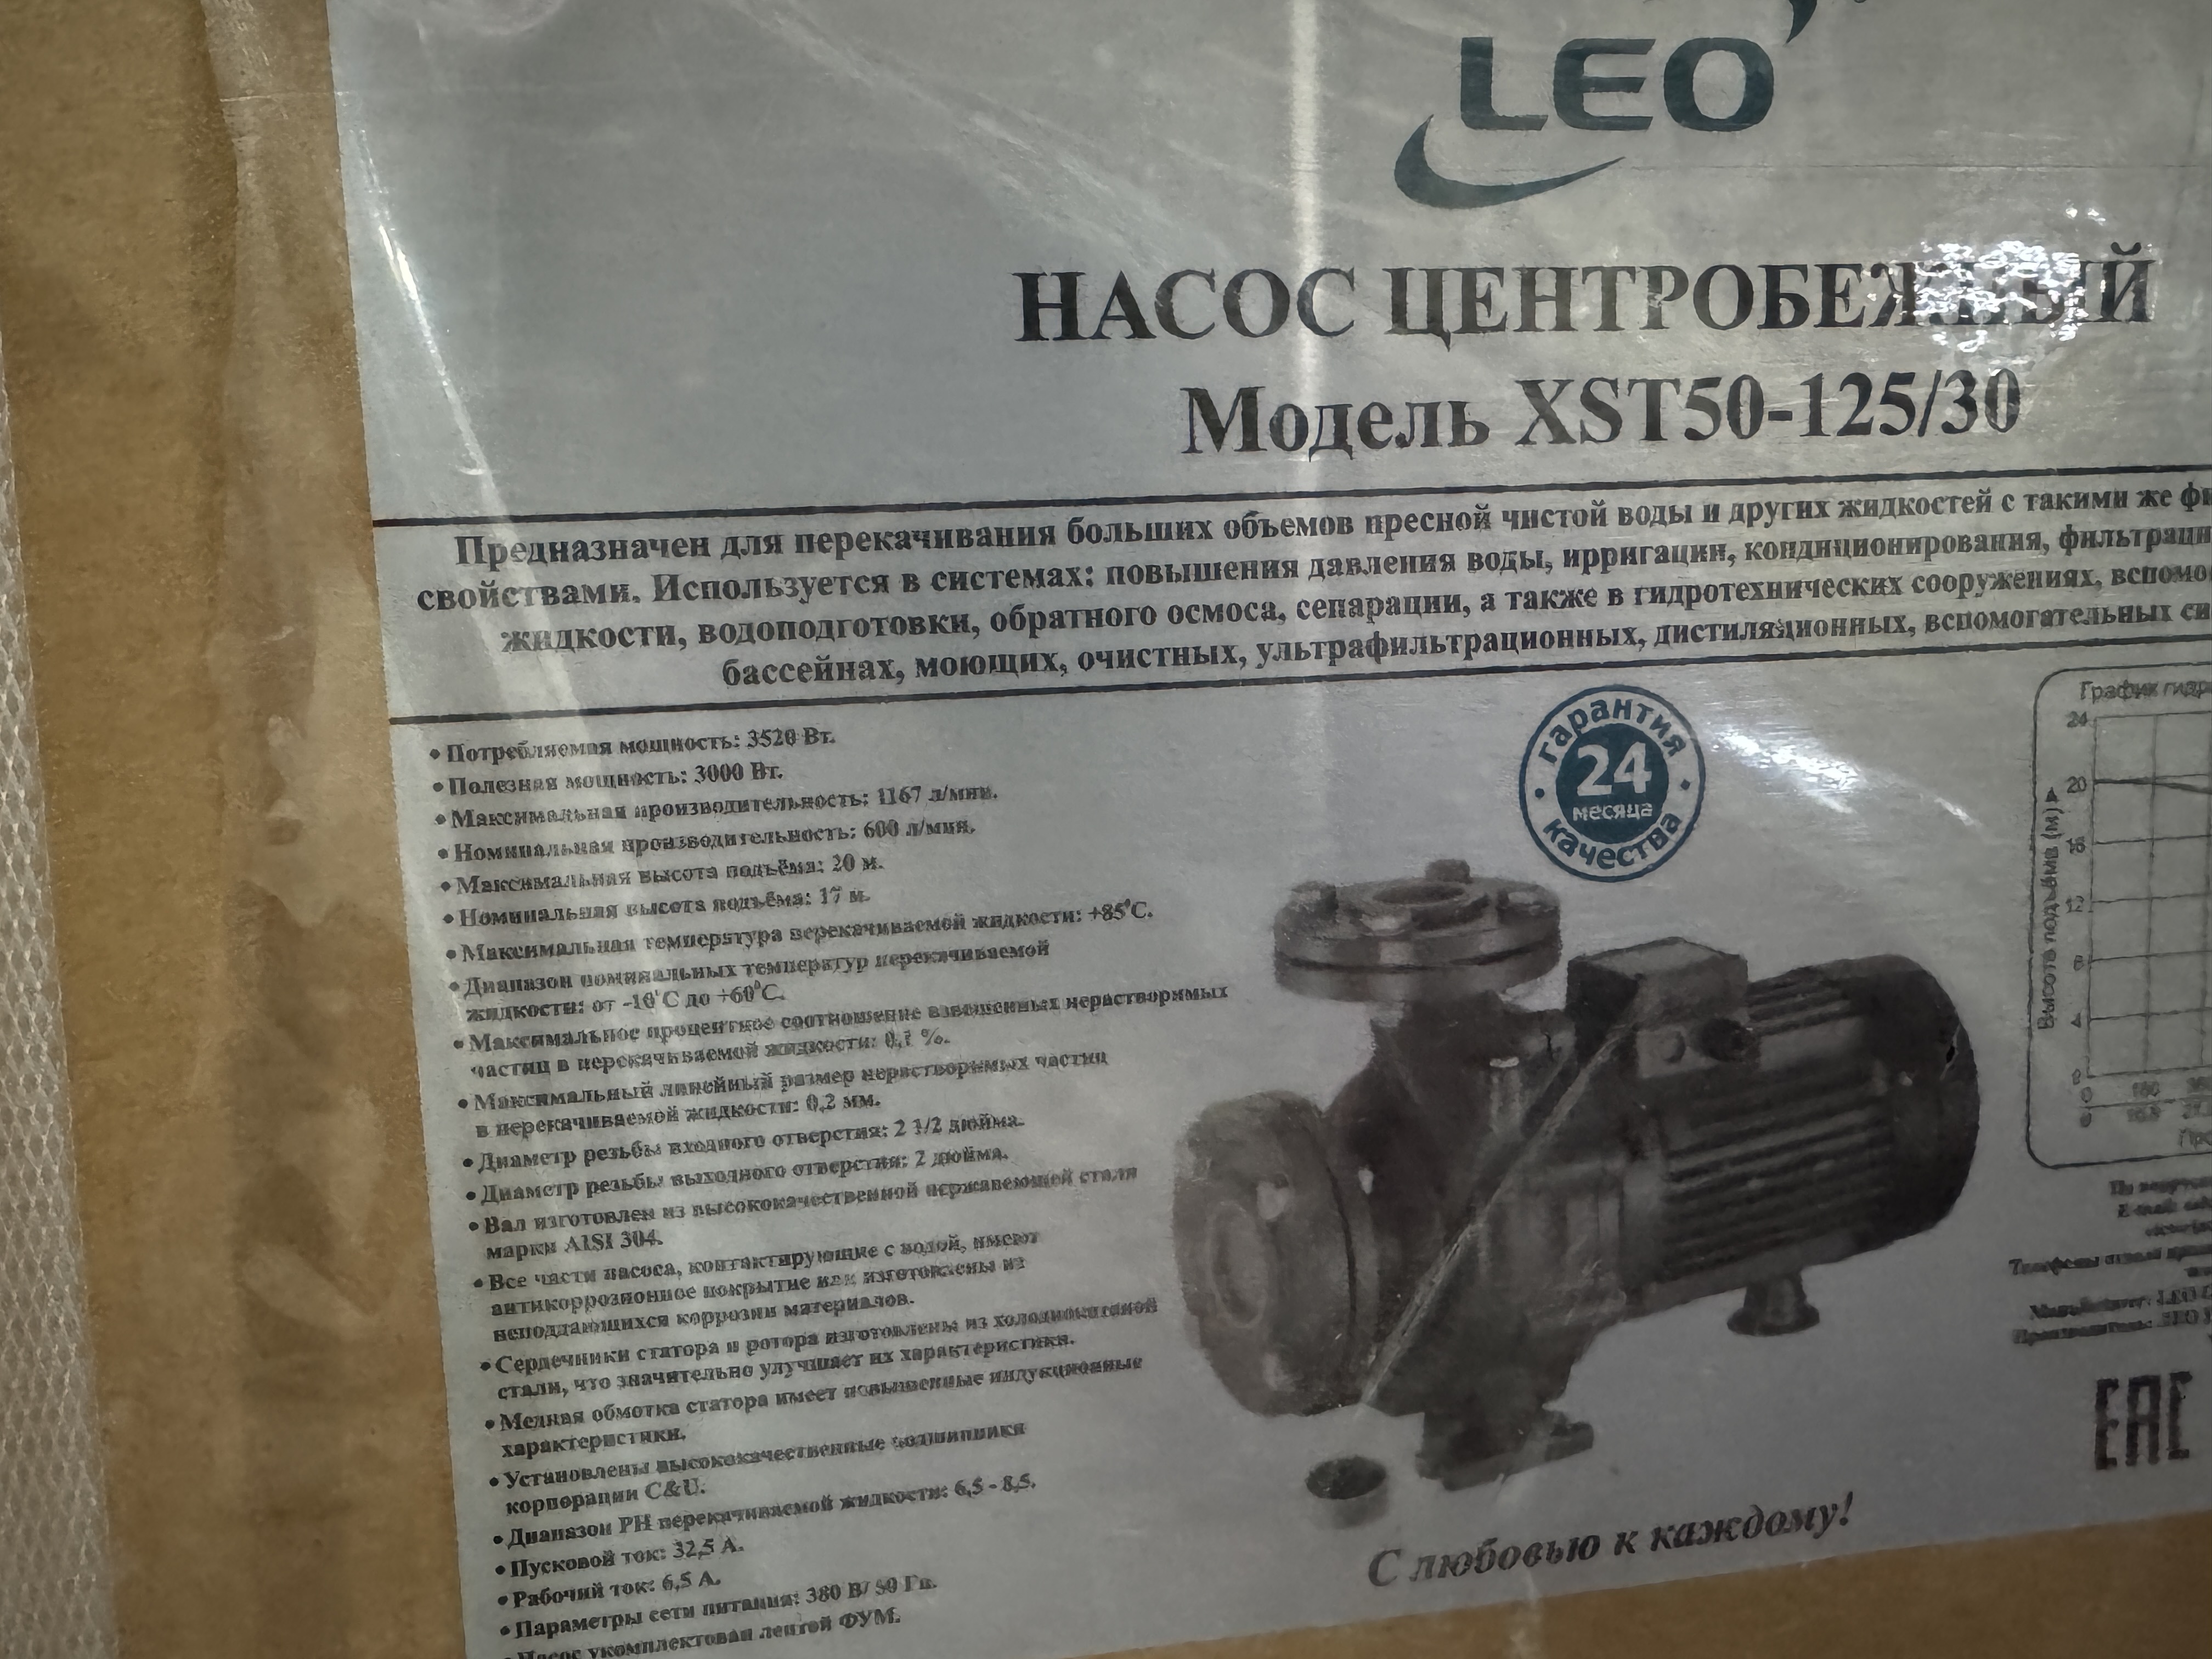 LEO
НАСОС ЦЕНТРОБЕЖНЫЙ
Модель XST50-125/30
Предназначен для перекачивания больших объемов пресной чистой воды и других жидкостей с такими же
свойствами. Используется в системах: повышения давления воды, ирригации, кондиционирования,
жидкости, водоподготовки, обратного осмоса, сепарации, а также в гидротехнических сооружениях,
бассейнах, моющих, очистных, ультрафильтрационных, дистиляционных, вспомогательных
• Потребляемая мощность: 3520 Вт.
• Полезная мощность: 3000 Вт.
• Максимальная производительность: 1167 л/мин.
• Номинальная производительность: 600 л/мин.
• Максимальная высота подъёма: 20 м.
• Номинальная высота подъёма: 17 м.
• Максимальная температура перекачиваемой жидкости: +85°С.
• Диапазон номинальных температур перекачиваемой
жидкости: от -10°С до +60°С.
• Максимальное процентное соотношение взвешенных нерастворимых
частиц в перекачиваемой жидкости: 0,1 %.
• Максимальный линейный размер нерастворимых частиц
в перекачиваемой жидкости: 0,2 мм.
• Диаметр резьбы входного отверстия: 2 1/2 дюйма.
• Диаметр резьбы выходного отверстия: 2 дюйма.
• Вал изготовлен из высококачественной нержавеющей стали
марки AISI 304.
• Все части насоса, контактирующие с водой, имеют
антикоррозионное покрытие или изготовлены из
неподдающихся коррозии материалов.
• Сердечники статора и ротора изготовлены из холоднокатаной
стали, что значительно улучшает их характеристики.
• Медная обмотка статора имеет повышенные индукционные
характеристики.
• Установлены высококачественные подшипники
корпорации C&U.
• Диапазон PH перекачиваемой жидкости: 6,5 - 8,5.
• Пусковой ток: 32,5 А.
• Рабочий ток: 6,5 А.
• Параметры сети питания: 380 В/ 50 Гц.
• Насос укомплектован лентой ФУМ.
гарантия
24
месяца
качества
С любовью к каждому!
График
Высота подъёма (м)
24
20
16
12
8
4
0
EAC